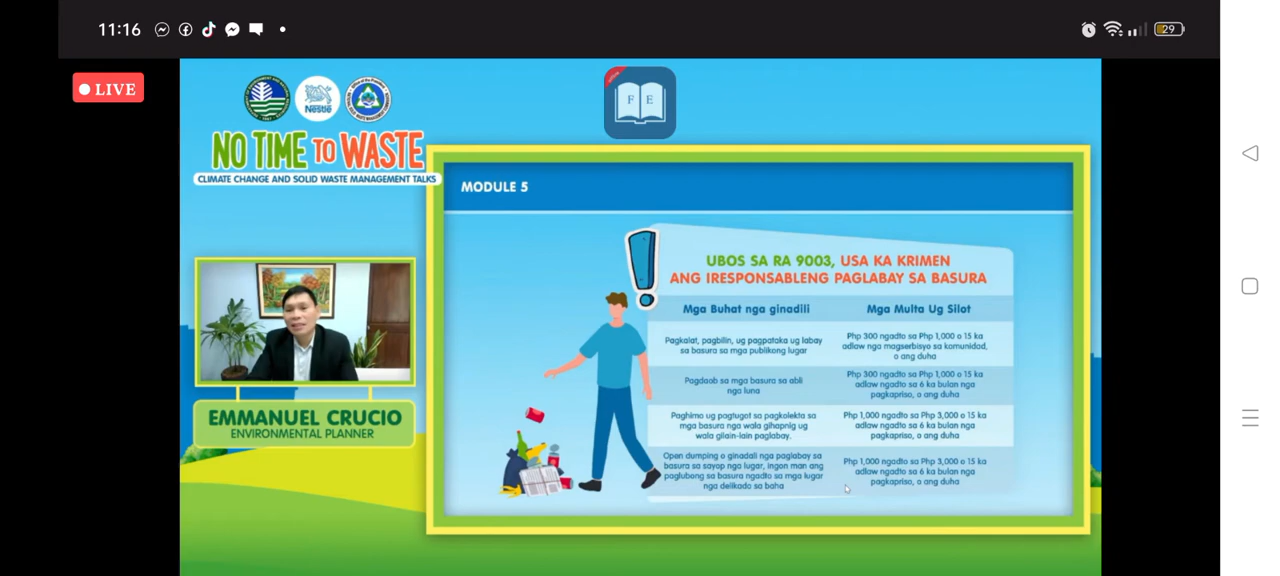 11:16
29
LIVE
Nestlé
NO TIME TO WASTE
CLIMATE CHANGE AND SOLID WASTE MANAGEMENT TALKS
F E
MODULE 5
UBOS SA RA 9003, USA KA KRIMEN
ANG IRESPONSABLENG PAGLABAY SA BASURA
Mga Buhat nga ginadili
Mga Multa Ug Silot
Pagkalat, pagbilin, ug pagpataka ug labay
sa basura sa mga publikong lugar
Php 300 ngadto sa Php 1,000 o 15 ka
adlow nga magserbisyo sa komunidad,
o ang duha
Pagdaob sa mga basura sa abli
nga luna
Php 300 ngadto sa Php 1,000 o 15 ka
adlaw ngadto sa 6 ka bulan nga
pagkapriso, o ang duha
Paghimo ug pagtugot sa pagkolekta sa
mga basura nga wala gihapnig ug
wala gilain-lain paglabay.
Php 1,000 ngadto sa Php 3,000 o 15 ka
adlaw ngadto sa 6 ka bulan nga
pagkapriso, o ang duha
Open dumping o ginadali nga paglabay sa
basura sa sayop nga lugar, ingon man ang
paglubong sa basura ngadto sa mga lugar
nga delikado sa baha
Php 1,000 ngadto sa Php 3,000 o 15 ka
adlaw ngadto sa 6 ka bulan nga
pagkapriso, o ang duha
EMMANUEL CRUCIO
ENVIRONMENTAL PLANNER